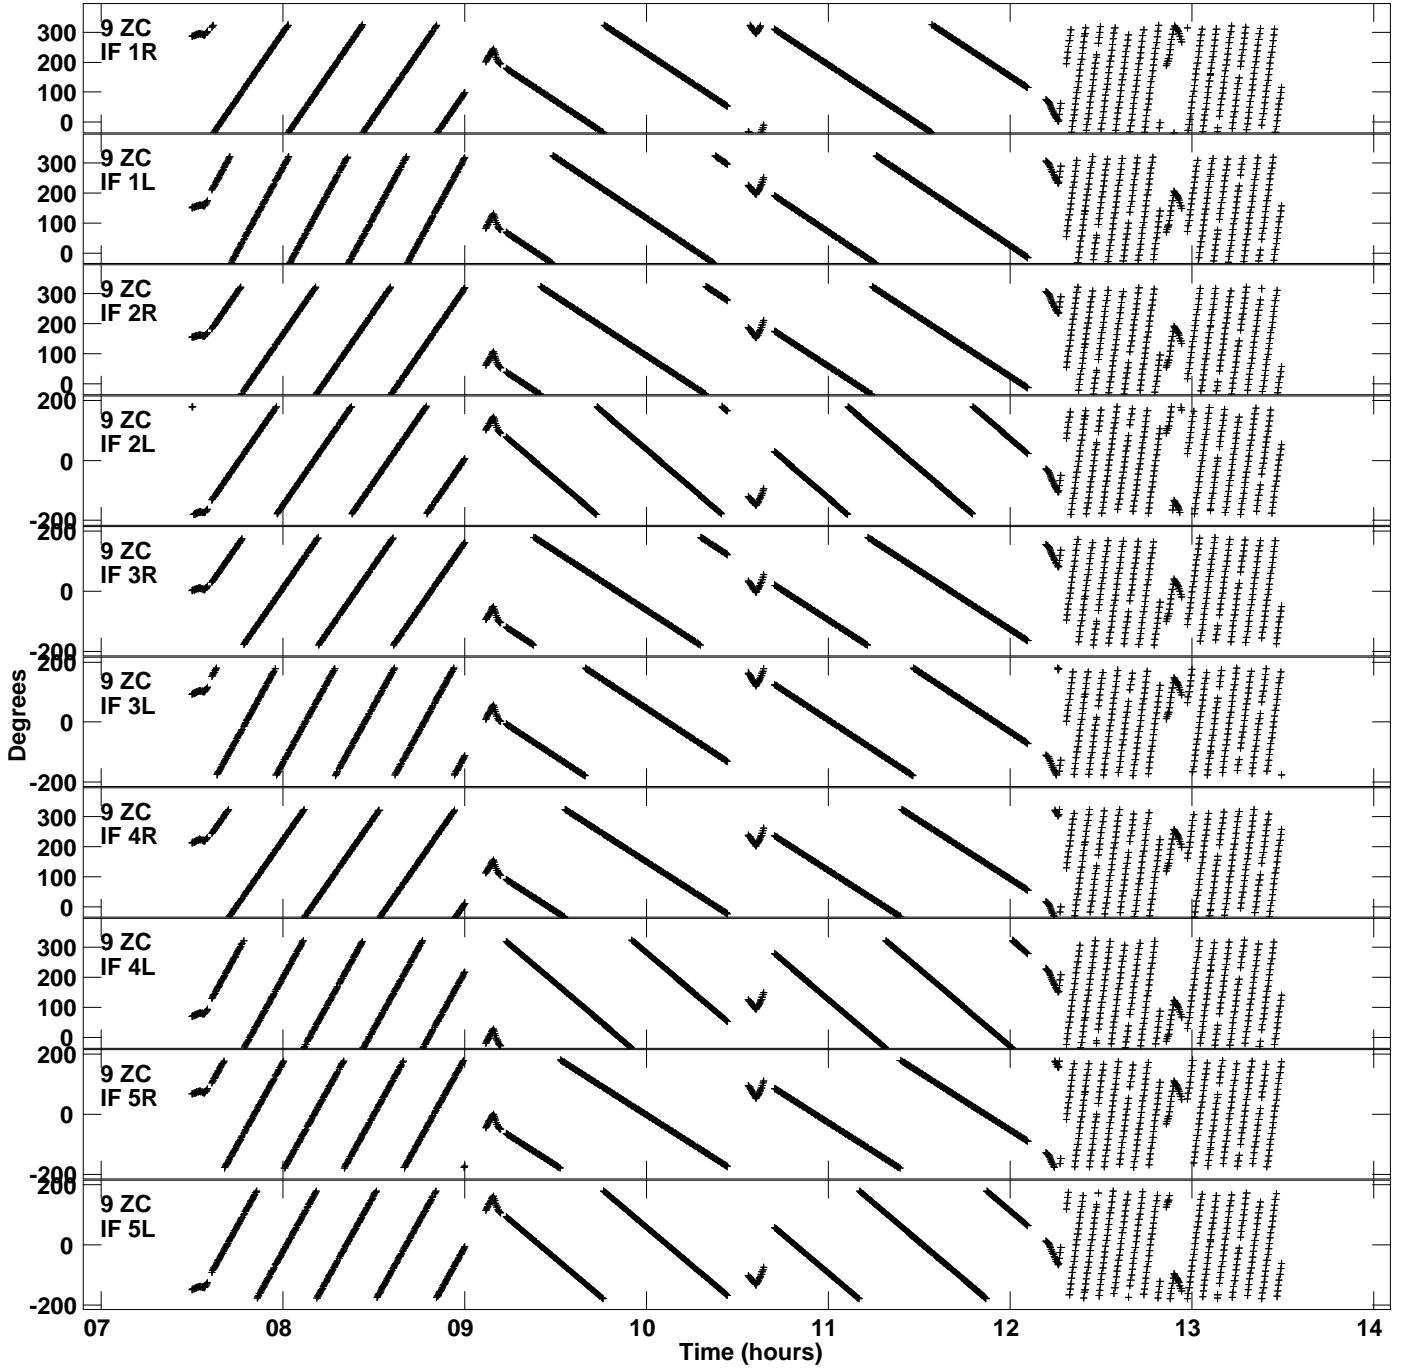 9 ZC
IF 1R
300
200
100
0
9 ZC
IF 1L
300
200
100
0
9 ZC
IF 2R
300
200
100
0
9 ZC
IF 2L
200
0
-200
9 ZC
IF 3R
200
0
-200
9 ZC
IF 3L
200
0
-200
9 ZC
IF 4R
300
200
100
0
9 ZC
IF 4L
300
200
100
0
9 ZC
IF 5R
200
0
-200
9 ZC
IF 5L
200
0
-200
Degrees
07 08 09 10 11 12 13 14
Time (hours)